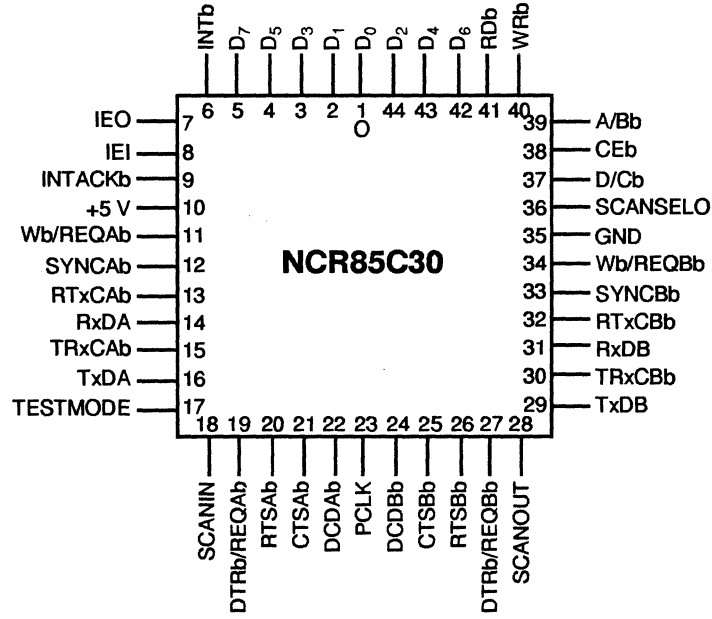 INTb
D7
D5
D3
D1
D0
D2
D4
D6
RDb
WRb
6 5 4 3 2 1 44 43 42 41 40
O
IEO 7
IEI 8
INTACKb 9
+5 V 10
Wb/REQAb 11
SYNCAb 12
RTxCAb 13
RxDA 14
TRxCAb 15
TxDA 16
TESTMODE 17
NCR85C30
39 A/Bb
38 CEb
37 D/Cb
36 SCANSELO
35 GND
34 Wb/REQBb
33 SYNCBb
32 RTxCBb
31 RxDB
30 TRxCBb
29 TxDB
18 19 20 21 22 23 24 25 26 27 28
SCANIN
DTRb/REQAb
RTSAb
CTSAb
DCDAb
PCLK
DCDBb
CTSBb
RTSBb
DTRb/REQBb
SCANOUT